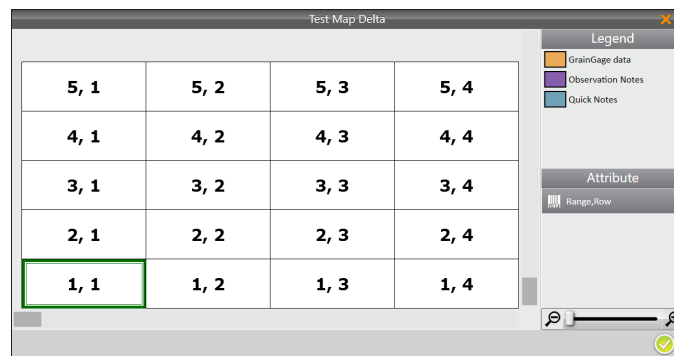 Test Map Delta
Legend
GrainGage data
Observation Notes
Quick Notes
5, 1 5, 2 5, 3 5, 4
4, 1 4, 2 4, 3 4, 4
3, 1 3, 2 3, 3 3, 4
2, 1 2, 2 2, 3 2, 4
1, 1 1, 2 1, 3 1, 4
Attribute
Range,Row